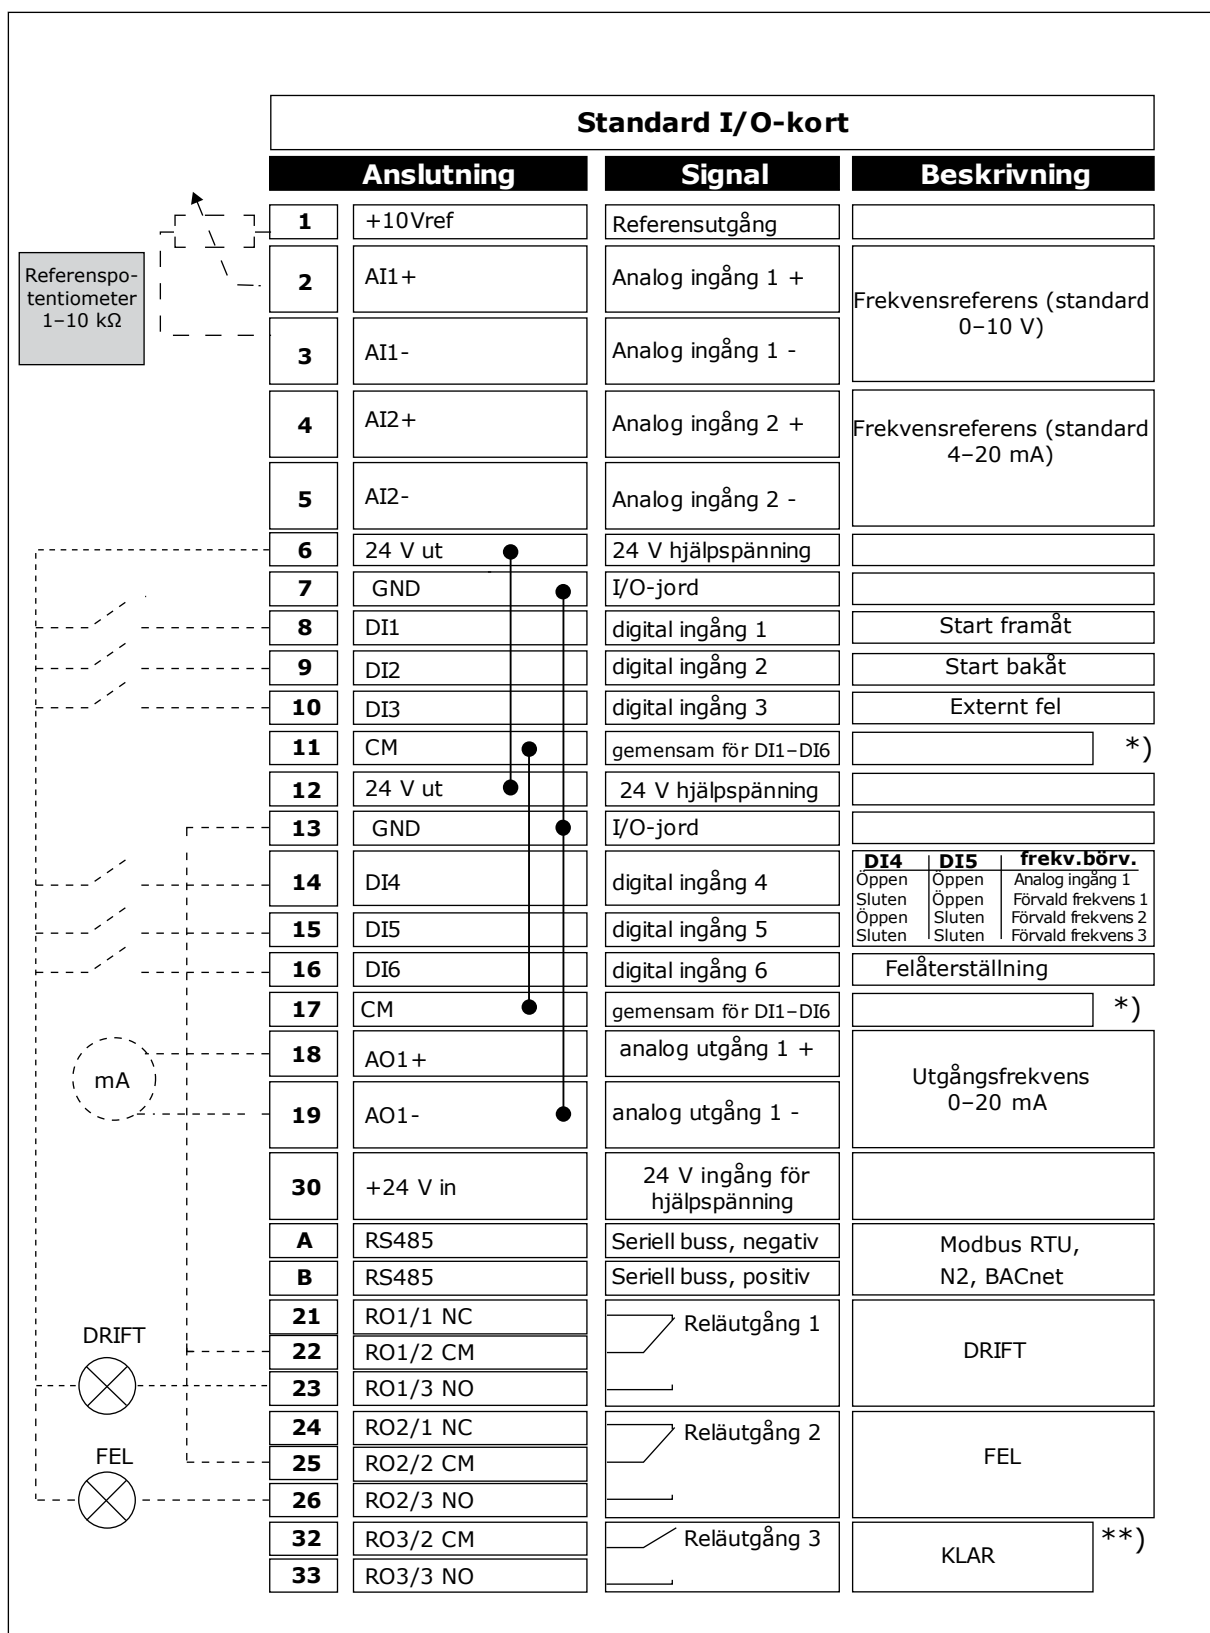 Standard I/O-kort
Anslutning Signal Beskrivning
1 +10Vref Referensutgång
Referenspo-
tentiometer
1–10 kΩ
2 AI1+ Analog ingång 1 +
Frekvensreferens (standard
0–10 V)
3 AI1- Analog ingång 1 -
4 AI2+ Analog ingång 2 +
Frekvensreferens (standard
4–20 mA)
5 AI2- Analog ingång 2 -
6 24 V ut 24 V hjälpspänning
7 GND I/O-jord
8 DI1 digital ingång 1 Start framåt
9 DI2 digital ingång 2 Start bakåt
10 DI3 digital ingång 3 Externt fel
11 CM gemensam för DI1–DI6 *)
12 24 V ut 24 V hjälpspänning
13 GND I/O-jord
14 DI4 digital ingång 4
DI4 DI5 frekv.börv.
Öppen Öppen Analog ingång 1
Sluten Öppen Förvald frekvens 1
Öppen Sluten Förvald frekvens 2
Sluten Sluten Förvald frekvens 3
15 DI5 digital ingång 5
16 DI6 digital ingång 6 Felåterställning
17 CM gemensam för DI1–DI6 *)
18 AO1+ analog utgång 1 +
mA
Utgångsfrekvens
0–20 mA
19 AO1- analog utgång 1 -
30 +24 V in 24 V ingång för
hjälpspänning
A RS485 Seriell buss, negativ
B RS485 Seriell buss, positiv
Modbus RTU,
N2, BACnet
21 RO1/1 NC Reläutgång 1
DRIFT
22 RO1/2 CM DRIFT
23 RO1/3 NO
24 RO2/1 NC Reläutgång 2
FEL
25 RO2/2 CM FEL
26 RO2/3 NO
32 RO3/2 CM Reläutgång 3 **)
KLAR
33 RO3/3 NO